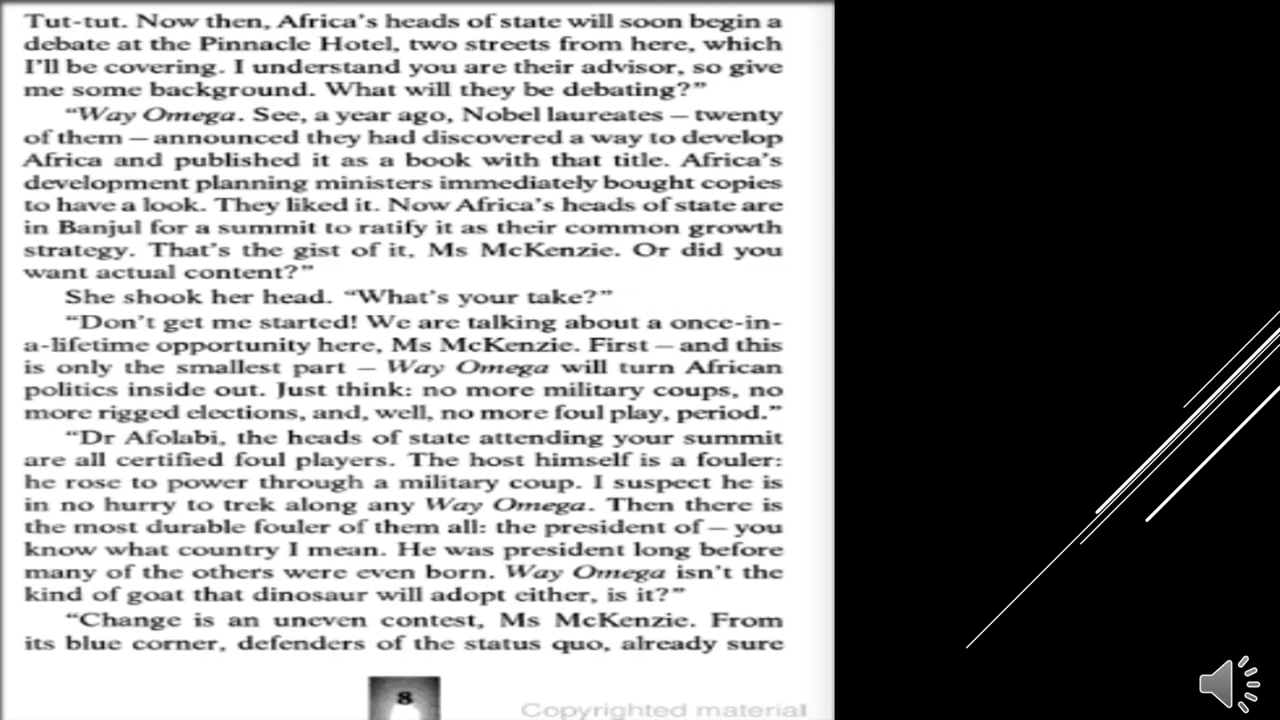 Tut-tut. Now then, Africa's heads of state will soon begin a
debate at the Pinnacle Hotel, two streets from here, which
I'll be covering. I understand you are their advisor, so give
me some background. What will they be debating?"
"Way Omega. See, a year ago, Nobel laureates – twenty
of them – announced they had discovered a way to develop
Africa and published it as a book with that title. Africa's
development planning ministers immediately bought copies
to have a look. They liked it. Now Africa's heads of state are
in Banjul for a summit to ratify it as their common growth
strategy. That's the gist of it, Ms McKenzie. Or did you
want actual content?"
She shook her head. "What's your take?"
"Don't get me started! We are talking about a once-in-
a-lifetime opportunity here, Ms McKenzie. First – and this
is only the smallest part – Way Omega will turn African
politics inside out. Just think: no more military coups, no
more rigged elections, and, well, no more foul play, period."
"Dr Afolabi, the heads of state attending your summit
are all certified foul players. The host himself is a fouler:
he rose to power through a military coup. I suspect he is
in no hurry to trek along any Way Omega. Then there is
the most durable fouler of them all: the president of – you
know what country I mean. He was president long before
many of the others were even born. Way Omega isn't the
kind of goat that dinosaur will adopt either, is it?"
"Change is an uneven contest, Ms McKenzie. From
its blue corner, defenders of the status quo, already sure
8
Copyrighted material